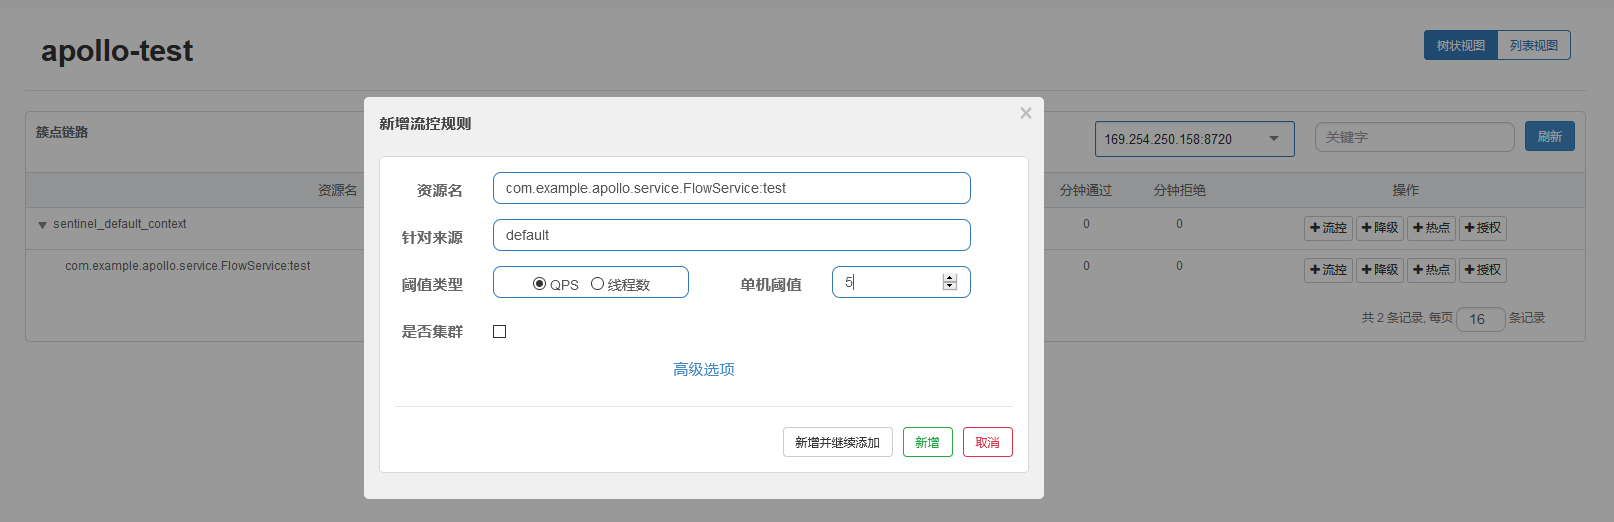 apollo-test
树状视图 列表视图
簇点链路
169.254.250.158:8720
关键字
刷新
资源名 分钟通过 分钟拒绝 操作
sentinel_default_context 0 0 流控 降级 热点 授权
com.example.apollo.service.FlowService:test 0 0 流控 降级 热点 授权
共 2 条记录, 每页 16 条记录
新增流控规则
×
资源名 com.example.apollo.service.FlowService:test
针对来源 default
阈值类型 QPS 线程数 单机阈值 5
是否集群
高级选项
新增并继续添加 新增 取消